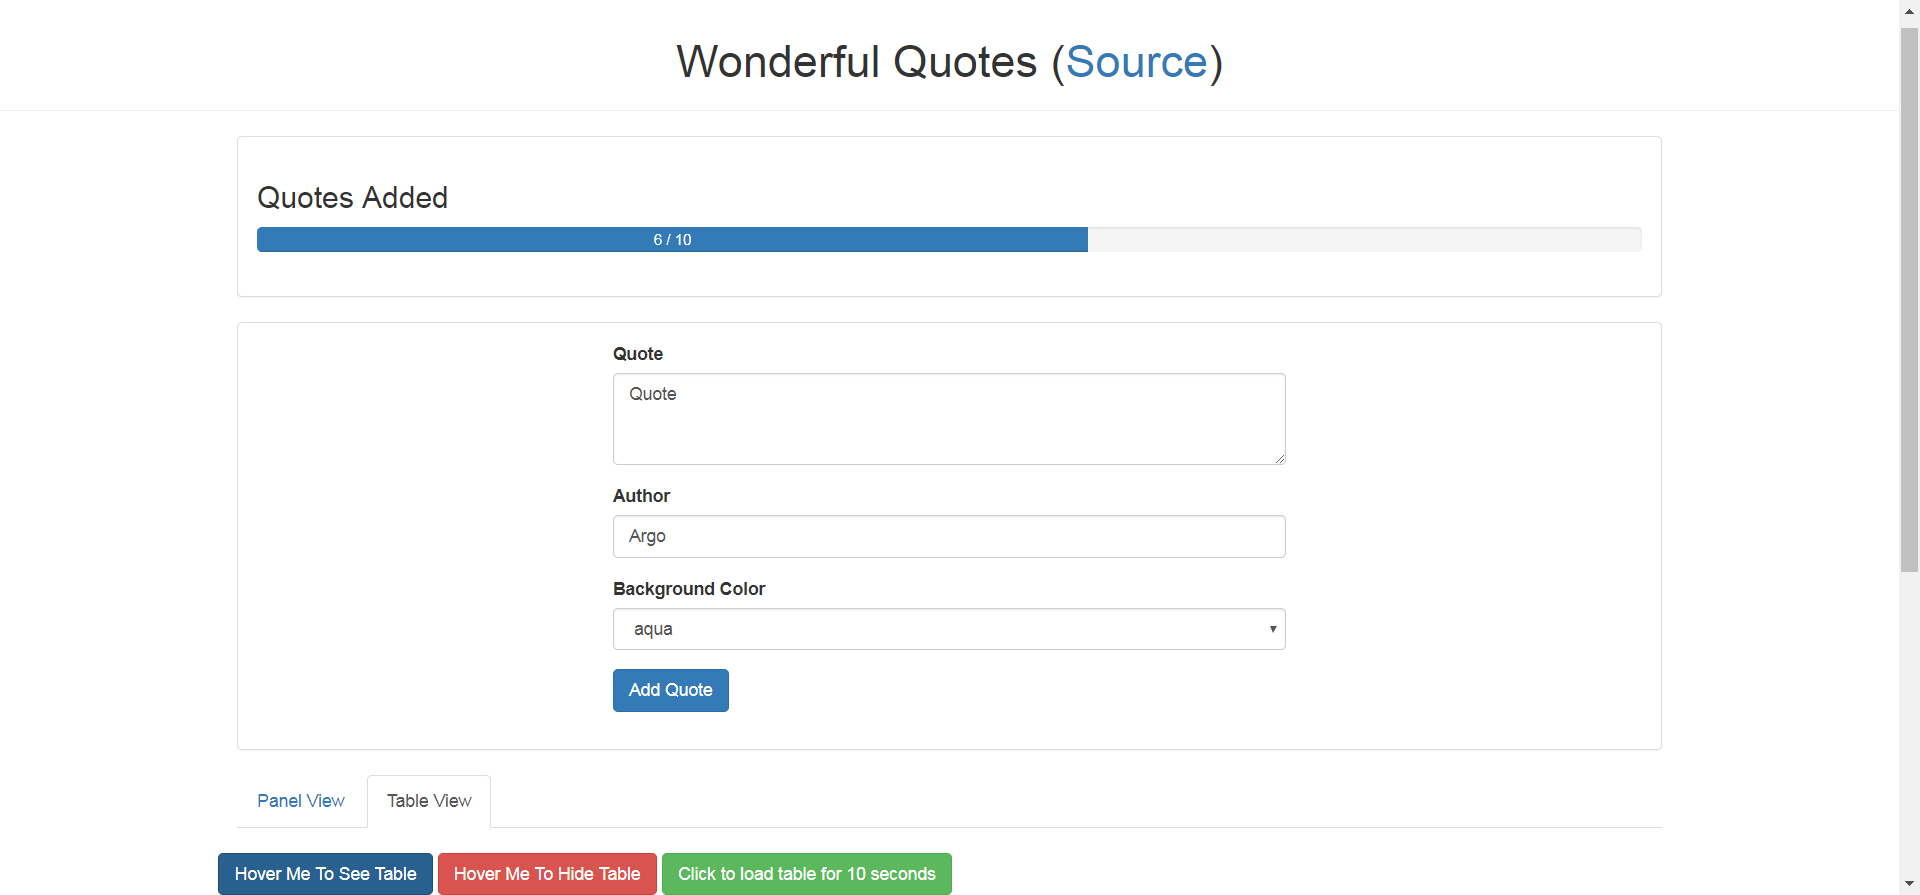 Wonderful Quotes (Source)
Quotes Added
6 / 10
Quote
Quote
Author
Argo
Background Color
aqua
Add Quote
Panel View Table View
Hover Me To See Table Hover Me To Hide Table Click to load table for 10 seconds